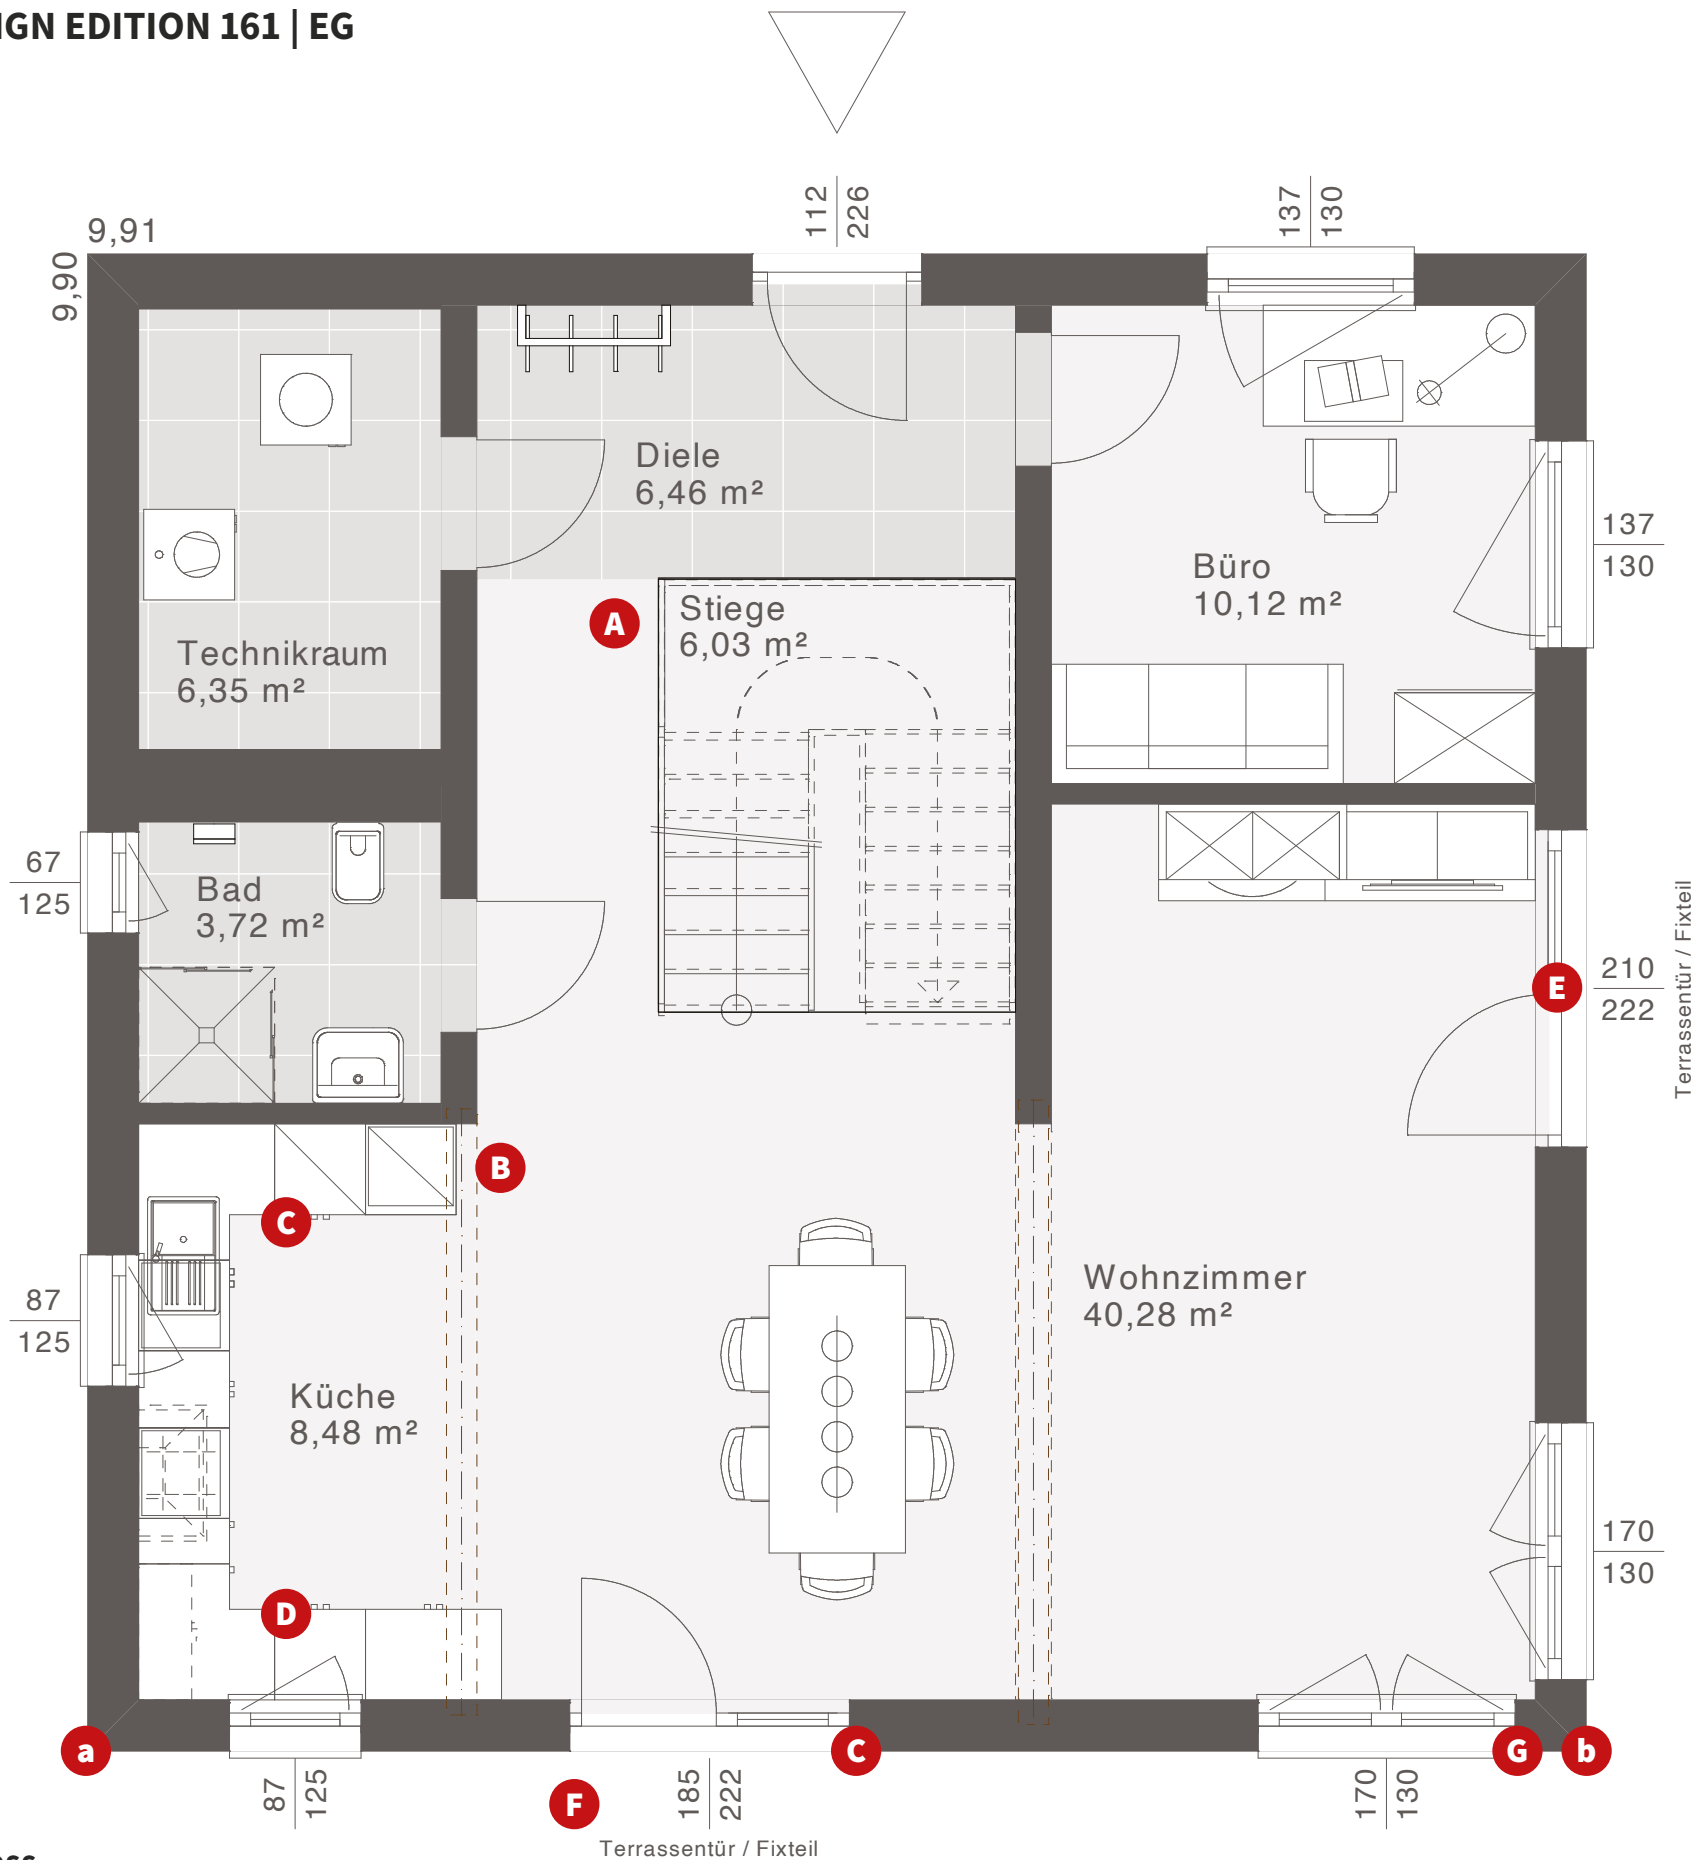 IGN EDITION 161 | EG
112
226
137
130
9,91
9,90
Diele
6,46 m²
Büro
10,12 m²
137
130
A
Stiege
6,03 m²
Technikraum
6,35 m²
67
125
Bad
3,72 m²
Terrassentür / Fixteil
210
222
E
B
C
87
125
Wohnzimmer
40,28 m²
Küche
8,48 m²
170
130
D
a
C
G
b
87
125
F
185
222
170
130
Terrassentür / Fixteil